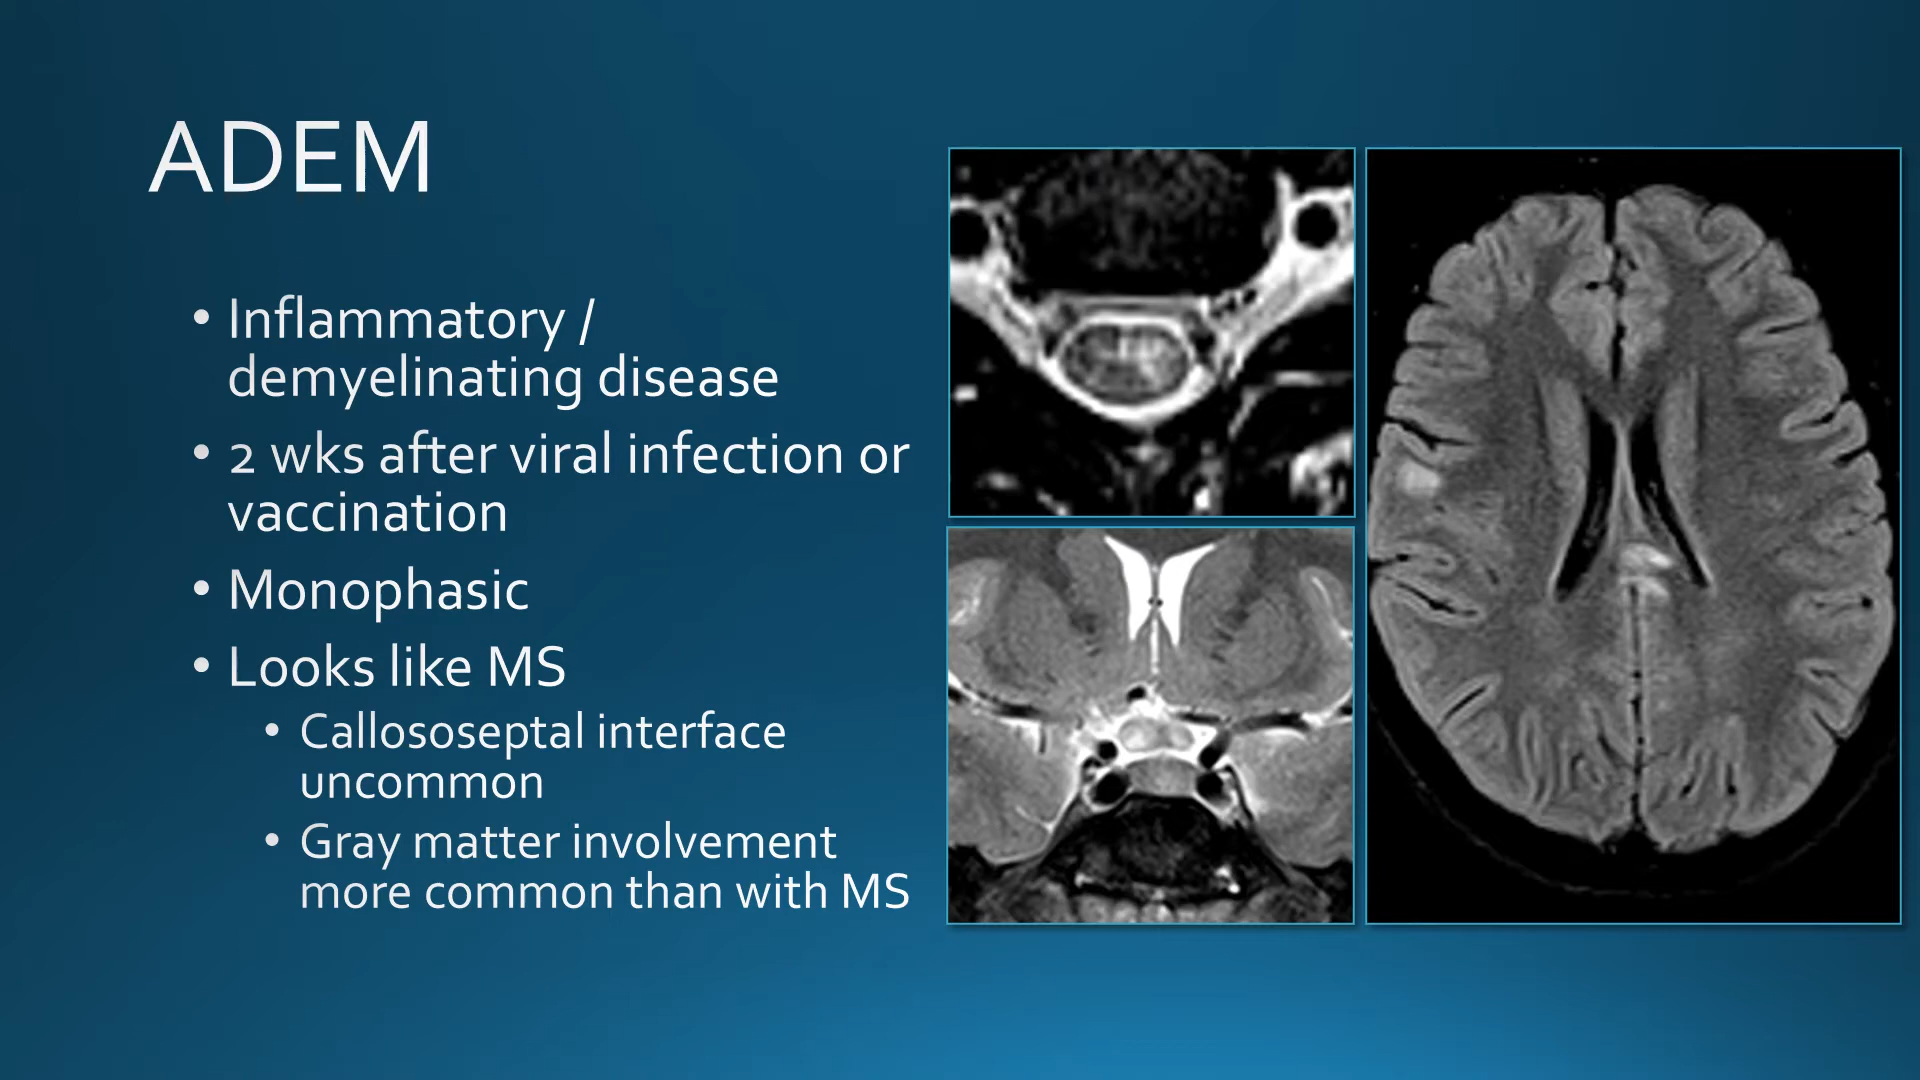 ADEM
• Inflammatory /
demyelinating disease
• 2 wks after viral infection or
vaccination
• Monophasic
• Looks like MS
• Callososeptal interface
uncommon
• Gray matter involvement
more common than with MS